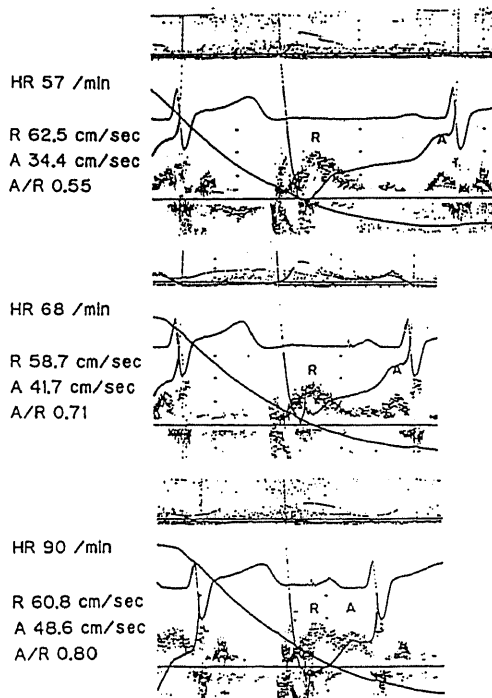 HR 57 /min
R
A
R 62.5 cm/sec
A 34.4 cm/sec
A/R 0.55
HR 68 /min
R
A
R 58.7 cm/sec
A 41.7 cm/sec
A/R 0.71
HR 90 /min
R A
R 60.8 cm/sec
A 48.6 cm/sec
A/R 0.80